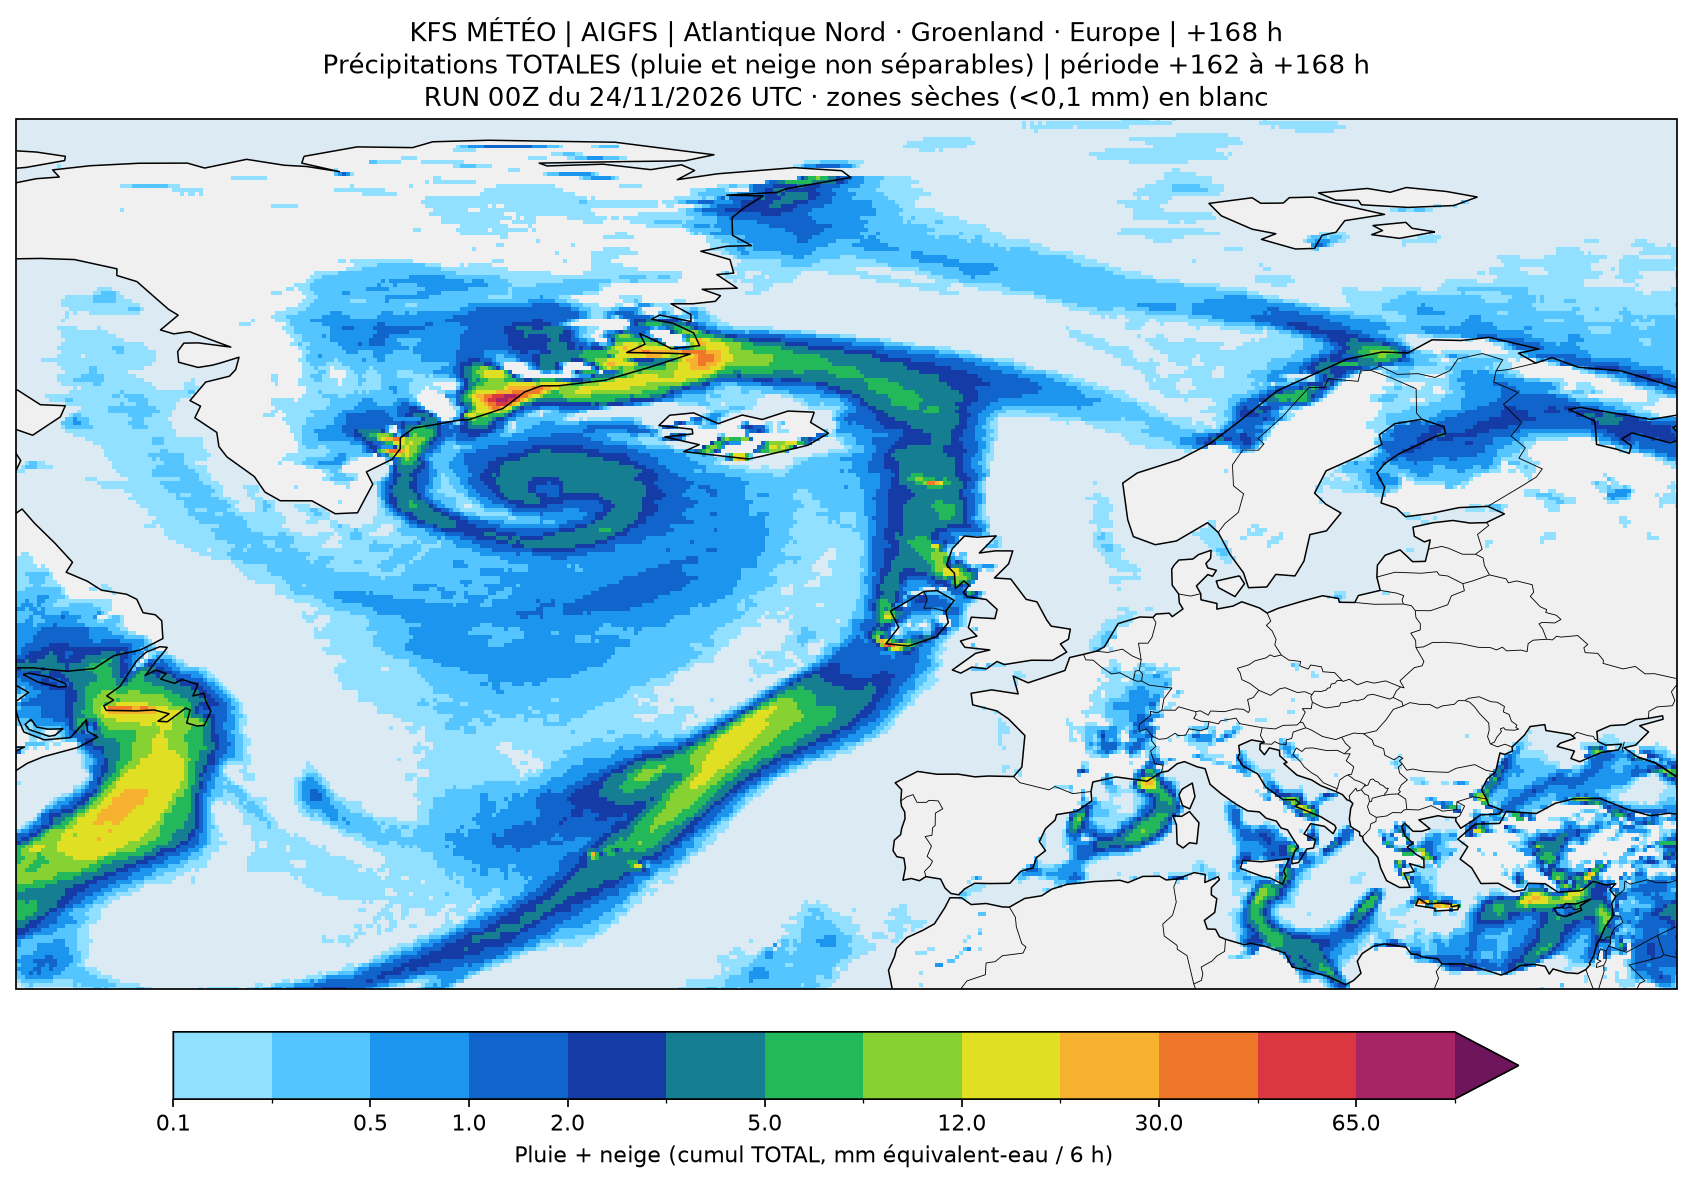 KFS MÉTÉO | AIGFS | Atlantique Nord · Groenland · Europe | +168 h
Précipitations TOTALES (pluie et neige non séparables) | période +162 à +168 h
RUN 00Z du 24/11/2026 UTC · zones sèches (<0,1 mm) en blanc
0.1 0.5 1.0 2.0 5.0 12.0 30.0 65.0
Pluie + neige (cumul TOTAL, mm équivalent-eau / 6 h)